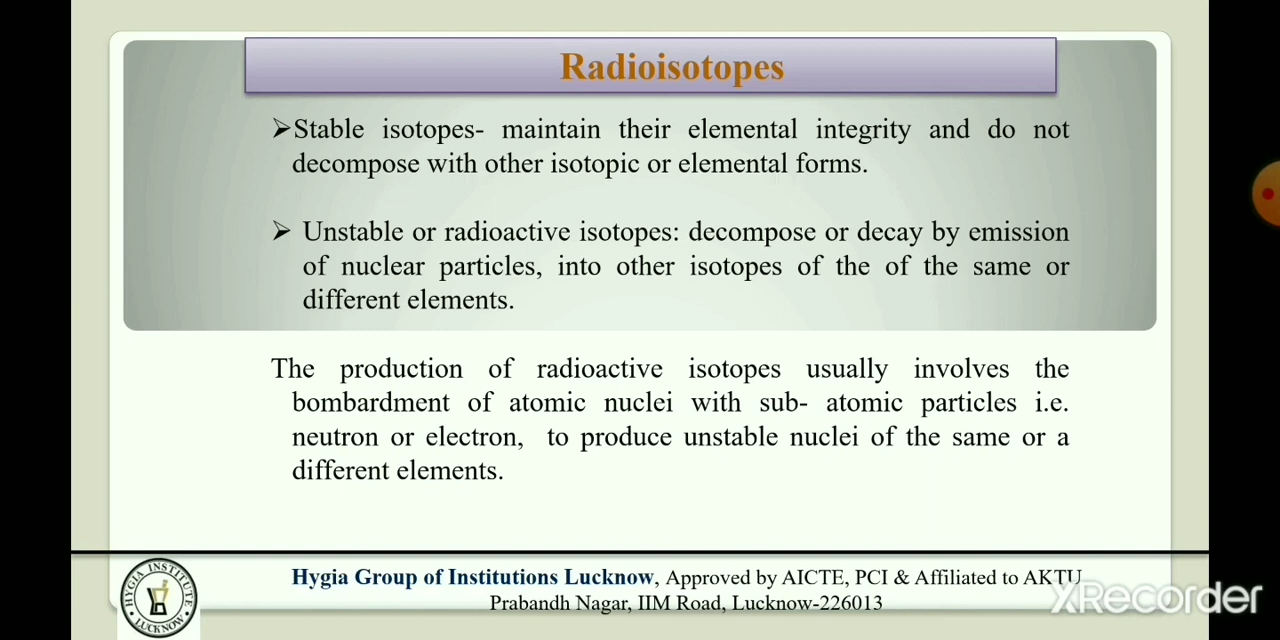 Radioisotopes
➢Stable isotopes- maintain their elemental integrity and do not
decompose with other isotopic or elemental forms.
➢ Unstable or radioactive isotopes: decompose or decay by emission
of nuclear particles, into other isotopes of the of the same or
different elements.
The production of radioactive isotopes usually involves the
bombardment of atomic nuclei with sub- atomic particles i.e.
neutron or electron, to produce unstable nuclei of the same or a
different elements.
HYGIA INSTITUTE
LUCKNOW
Hygia Group of Institutions Lucknow, Approved by AICTE, PCI & Affiliated to AKTU
Prabandh Nagar, IIM Road, Lucknow-226013
XRecorder